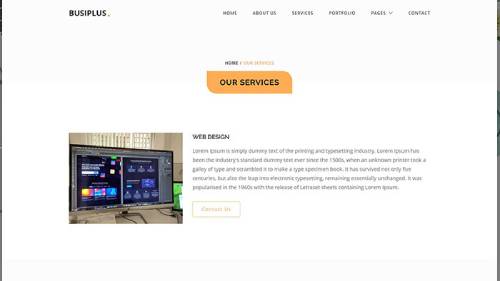 BUSIPLUS.
HOME ABOUT US SERVICES PORTFOLIO PAGES CONTACT
HOME / OUR SERVICES
OUR SERVICES
WEB DESIGN
Lorem Ipsum is simply dummy text of the printing and typesetting industry. Lorem Ipsum has
been the industry's standard dummy text ever since the 1500s, when an unknown printer took a
galley of type and scrambled it to make a type specimen book. It has survived not only five
centuries, but also the leap into electronic typesetting, remaining essentially unchanged. It was
popularised in the 1960s with the release of Letraset sheets containing Lorem Ipsum.
Contact Us